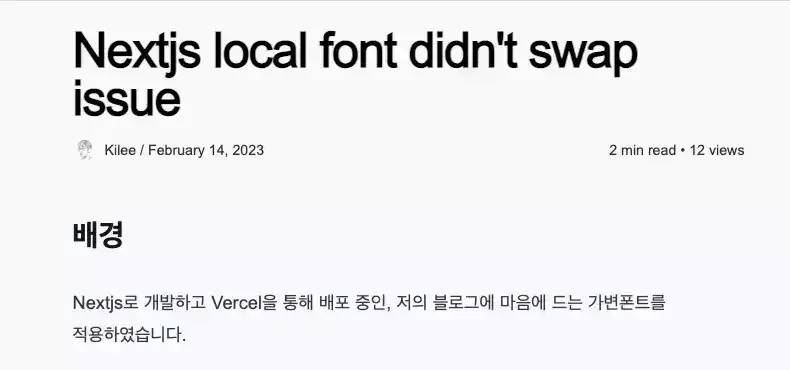 Nextjs local font didn't swap
issue
Kilee / February 14, 2023
2 min read • 12 views
배경
Nextjs로 개발하고 Vercel을 통해 배포 중인, 저의 블로그에 마음에 드는 가변폰트를
적용하였습니다.